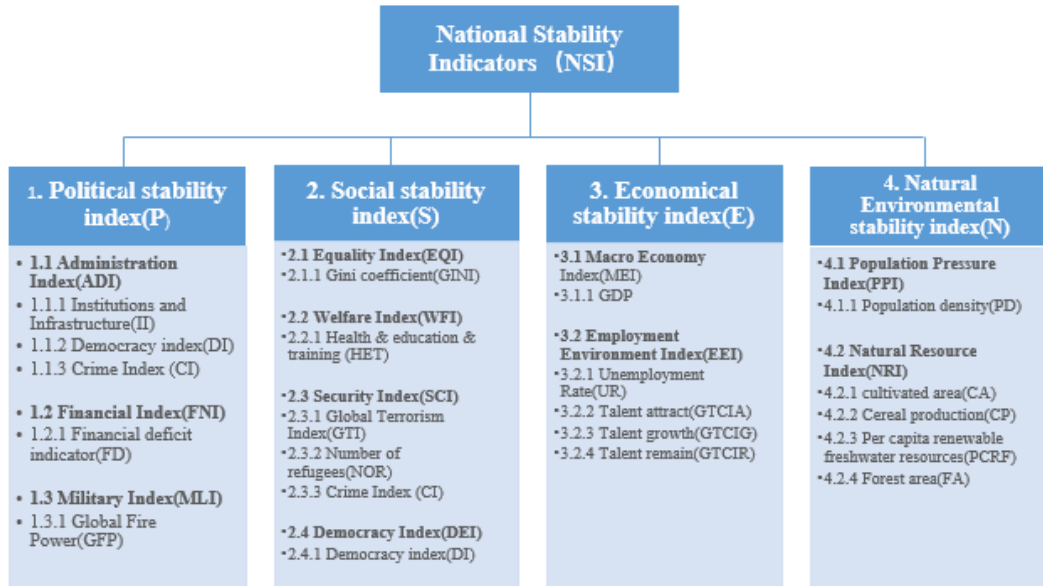 National Stability
Indicators （NSI）
1. Political stability
index(P)
• 1.1 Administration
Index(ADI)
• 1.1.1 Institutions and
Infrastructure(II)
• 1.1.2 Democracy index(DI)
• 1.1.3 Crime Index (CI)
• 1.2 Financial Index(FNI)
• 1.2.1 Financial deficit
indicator(FD)
• 1.3 Military Index(MLI)
• 1.3.1 Global Fire
Power(GFP)
2. Social stability
index(S)
•2.1 Equality Index(EQI)
•2.1.1 Gini coefficient(GINI)
•2.2 Welfare Index(WFI)
•2.2.1 Health & education &
training (HET)
•2.3 Security Index(SCI)
•2.3.1 Global Terrorism
Index(GTI)
•2.3.2 Number of
refugees(NOR)
•2.3.3 Crime Index (CI)
•2.4 Democracy Index(DEI)
•2.4.1 Democracy index(DI)
3. Economical
stability index(E)
•3.1 Macro Economy
Index(MEI)
•3.1.1 GDP
•3.2 Employment
Environment Index(EEI)
•3.2.1 Unemployment
Rate(UR)
•3.2.2 Talent attract(GTCIA)
•3.2.3 Talent growth(GTCIG)
•3.2.4 Talent remain(GTCIR)
4. Natural
Environmental
stability index(N)
•4.1 Population Pressure
Index(PPI)
•4.1.1 Population density(PD)
•4.2 Natural Resource
Index(NRI)
•4.2.1 cultivated area(CA)
•4.2.2 Cereal production(CP)
•4.2.3 Per capita renewable
freshwater resources(PCRF)
•4.2.4 Forest area(FA)